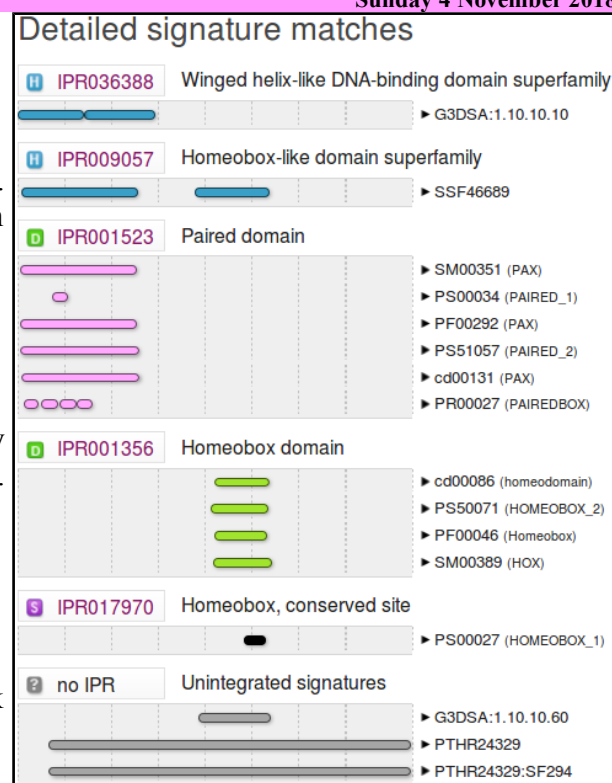 Sunday 4 November 2018
Detailed signature matches
H IPR036388 Winged helix-like DNA-binding domain superfamily
▶ G3DSA:1.10.10.10
H IPR009057 Homeobox-like domain superfamily
▶ SSF46689
D IPR001523 Paired domain
▶ SM00351 (PAX)
▶ PS00034 (PAIRED_1)
▶ PF00292 (PAX)
▶ PS51057 (PAIRED_2)
▶ cd00131 (PAX)
▶ PR00027 (PAIREDBOX)
D IPR001356 Homeobox domain
▶ cd00086 (homeodomain)
▶ PS50071 (HOMEOBOX_2)
▶ PF00046 (Homeobox)
▶ SM00389 (HOX)
S IPR017970 Homeobox, conserved site
▶ PS00027 (HOMEOBOX_1)
? no IPR Unintegrated signatures
▶ G3DSA:1.10.10.60
▶ PTHR24329
▶ PTHR24329:SF294